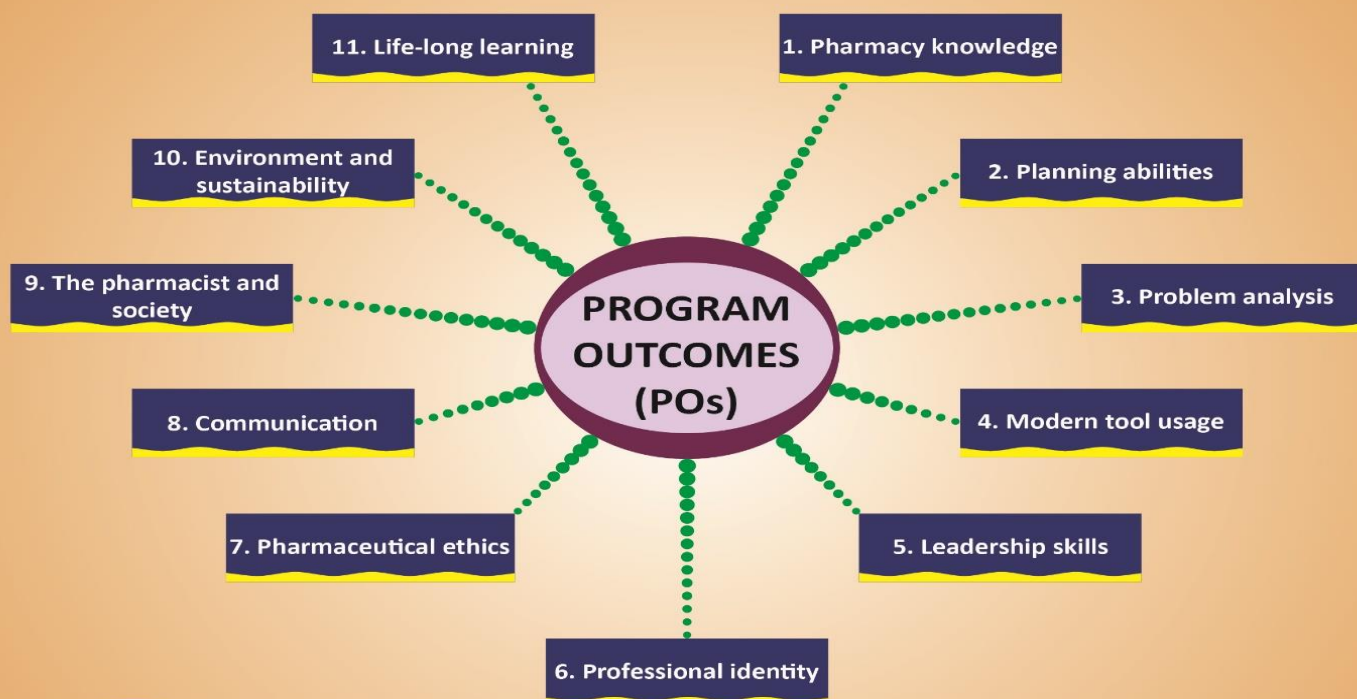 PROGRAM
OUTCOMES
(POs)
1. Pharmacy knowledge
2. Planning abilities
3. Problem analysis
4. Modern tool usage
5. Leadership skills
6. Professional identity
7. Pharmaceutical ethics
8. Communication
9. The pharmacist and
society
10. Environment and
sustainability
11. Life-long learning